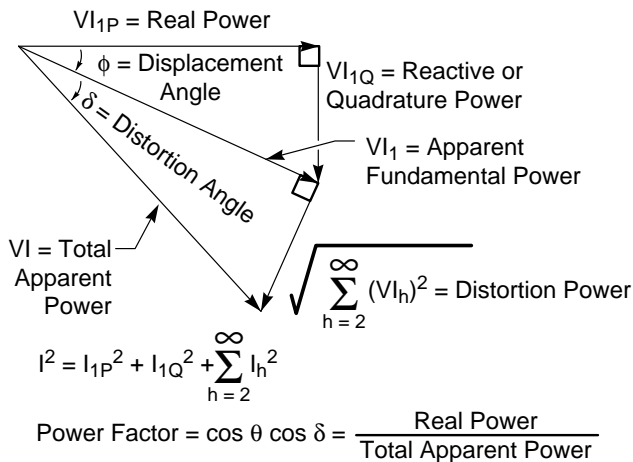 VI₁P = Real Power
ϕ = Displacement
Angle
VI₁Q = Reactive or
Quadrature Power
δ = Distortion Angle
VI₁ = Apparent
Fundamental Power
VI = Total
Apparent
Power
√ ∞ ∑ h = 2 (VIₕ)² = Distortion Power
I² = I₁P² + I₁Q² + ∞ ∑ h = 2 Iₕ²
Power Factor = cos θ cos δ = Real Power
Total Apparent Power